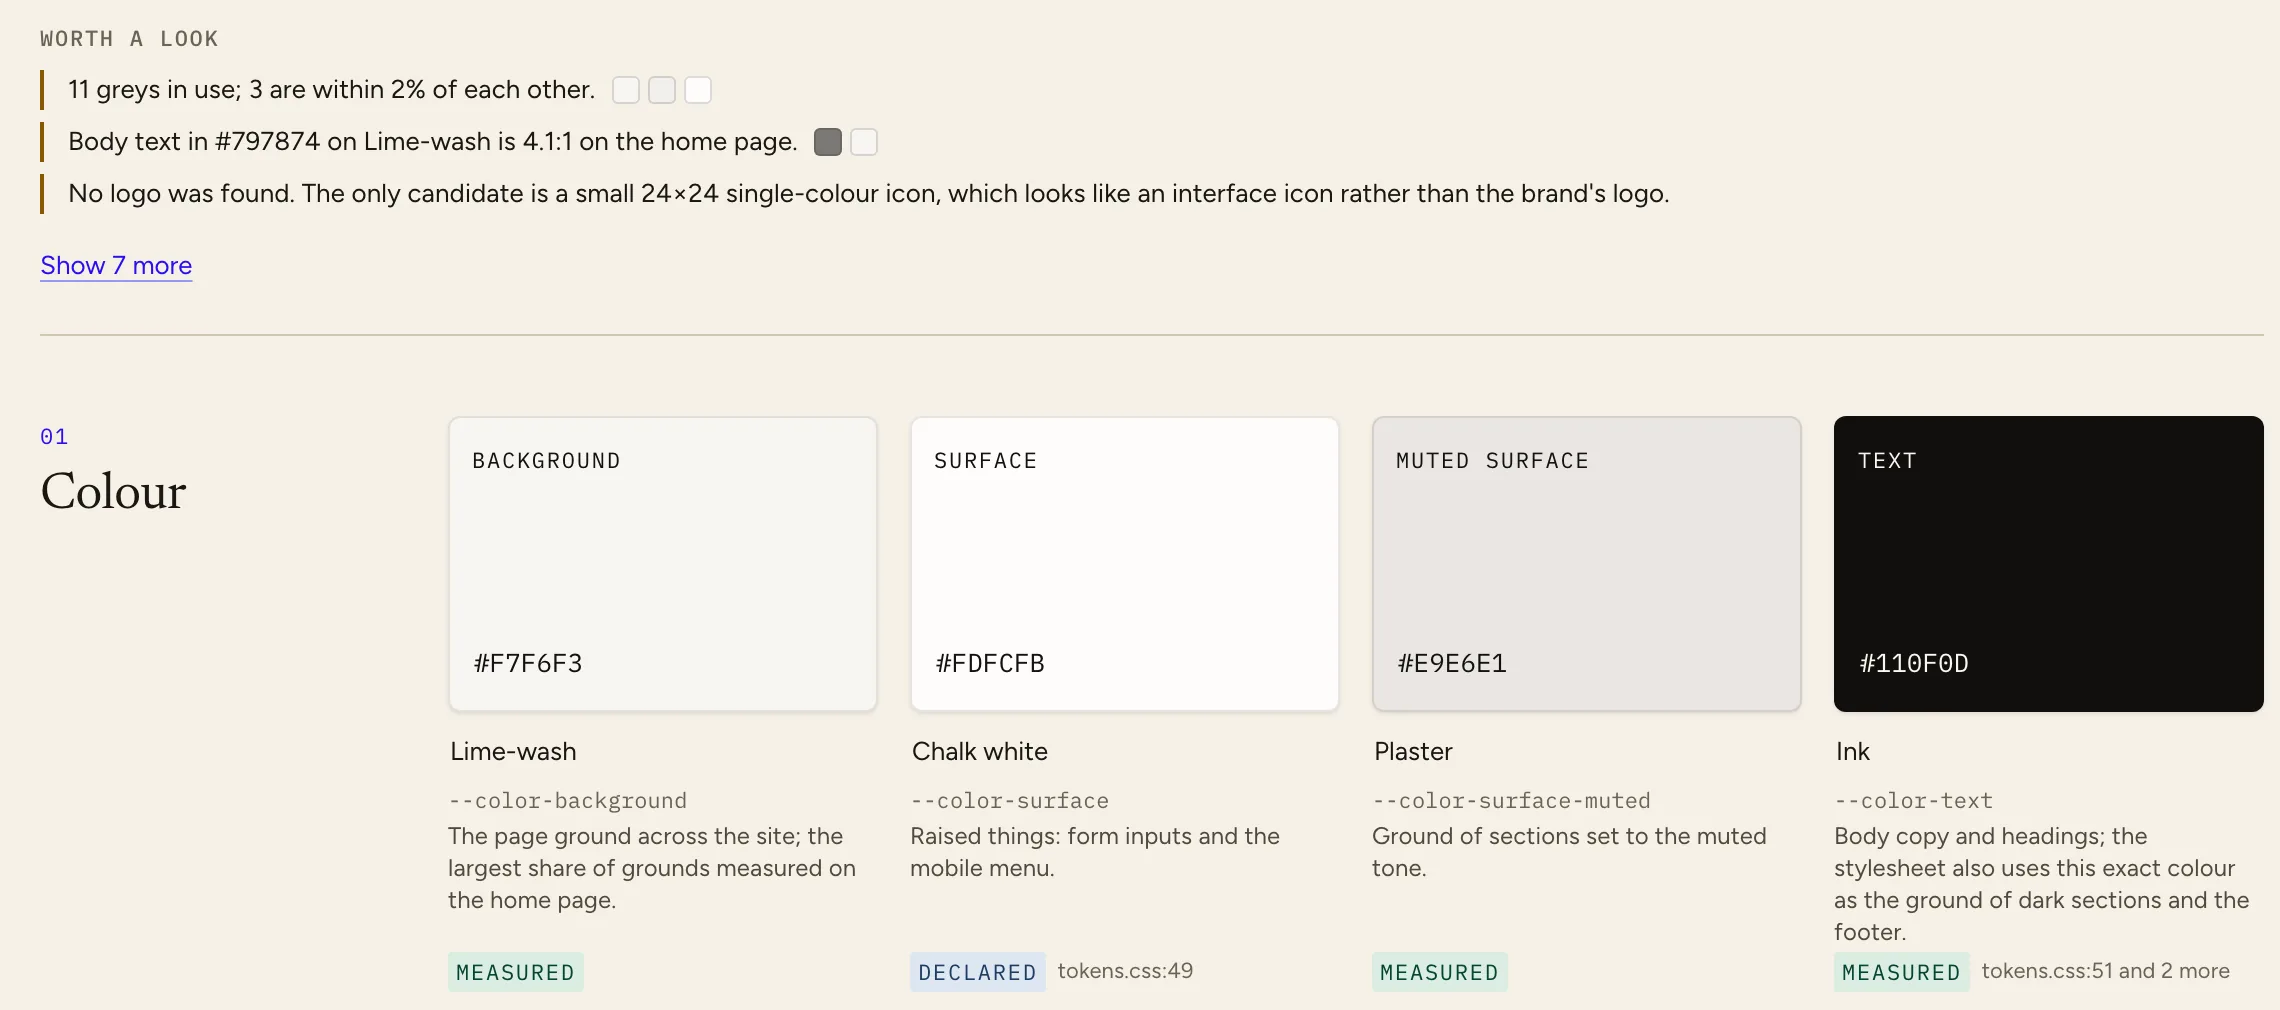 WORTH A LOOK
11 greys in use; 3 are within 2% of each other.
Body text in #797874 on Lime-wash is 4.1:1 on the home page.
No logo was found. The only candidate is a small 24×24 single-colour icon, which looks like an interface icon rather than the brand's logo.
Show 7 more
01
Colour
BACKGROUND
#F7F6F3
Lime-wash
--color-background
The page ground across the site; the
largest share of grounds measured on
the home page.
MEASURED
SURFACE
#FDFCFB
Chalk white
--color-surface
Raised things: form inputs and the
mobile menu.
DECLARED tokens.css:49
MUTED SURFACE
#E9E6E1
Plaster
--color-surface-muted
Ground of sections set to the muted
tone.
MEASURED
TEXT
#110F0D
Ink
--color-text
Body copy and headings; the
stylesheet also uses this exact colour
as the ground of dark sections and the
footer.
MEASURED tokens.css:51 and 2 more